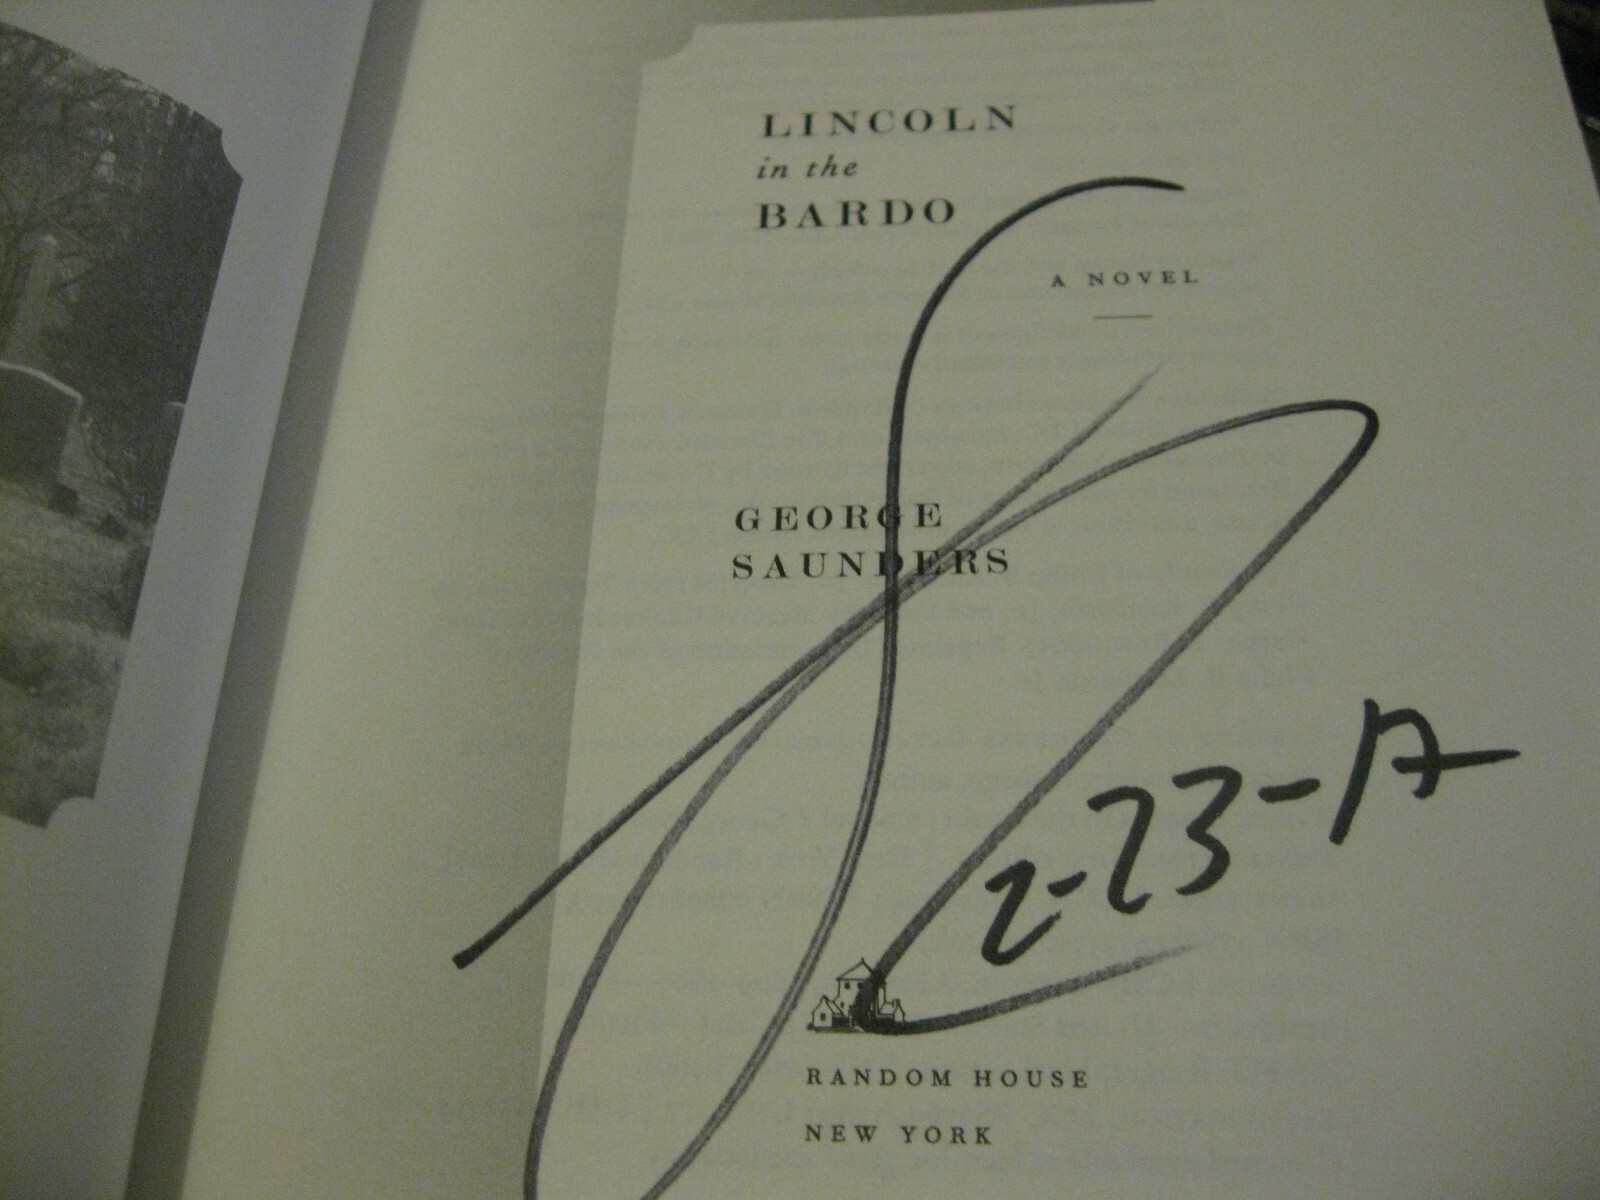 LINCOLN
in the
BARDO
A NOVEL
GEORGE
SAUNDERS
2-23-17
RANDOM HOUSE
NEW YORK